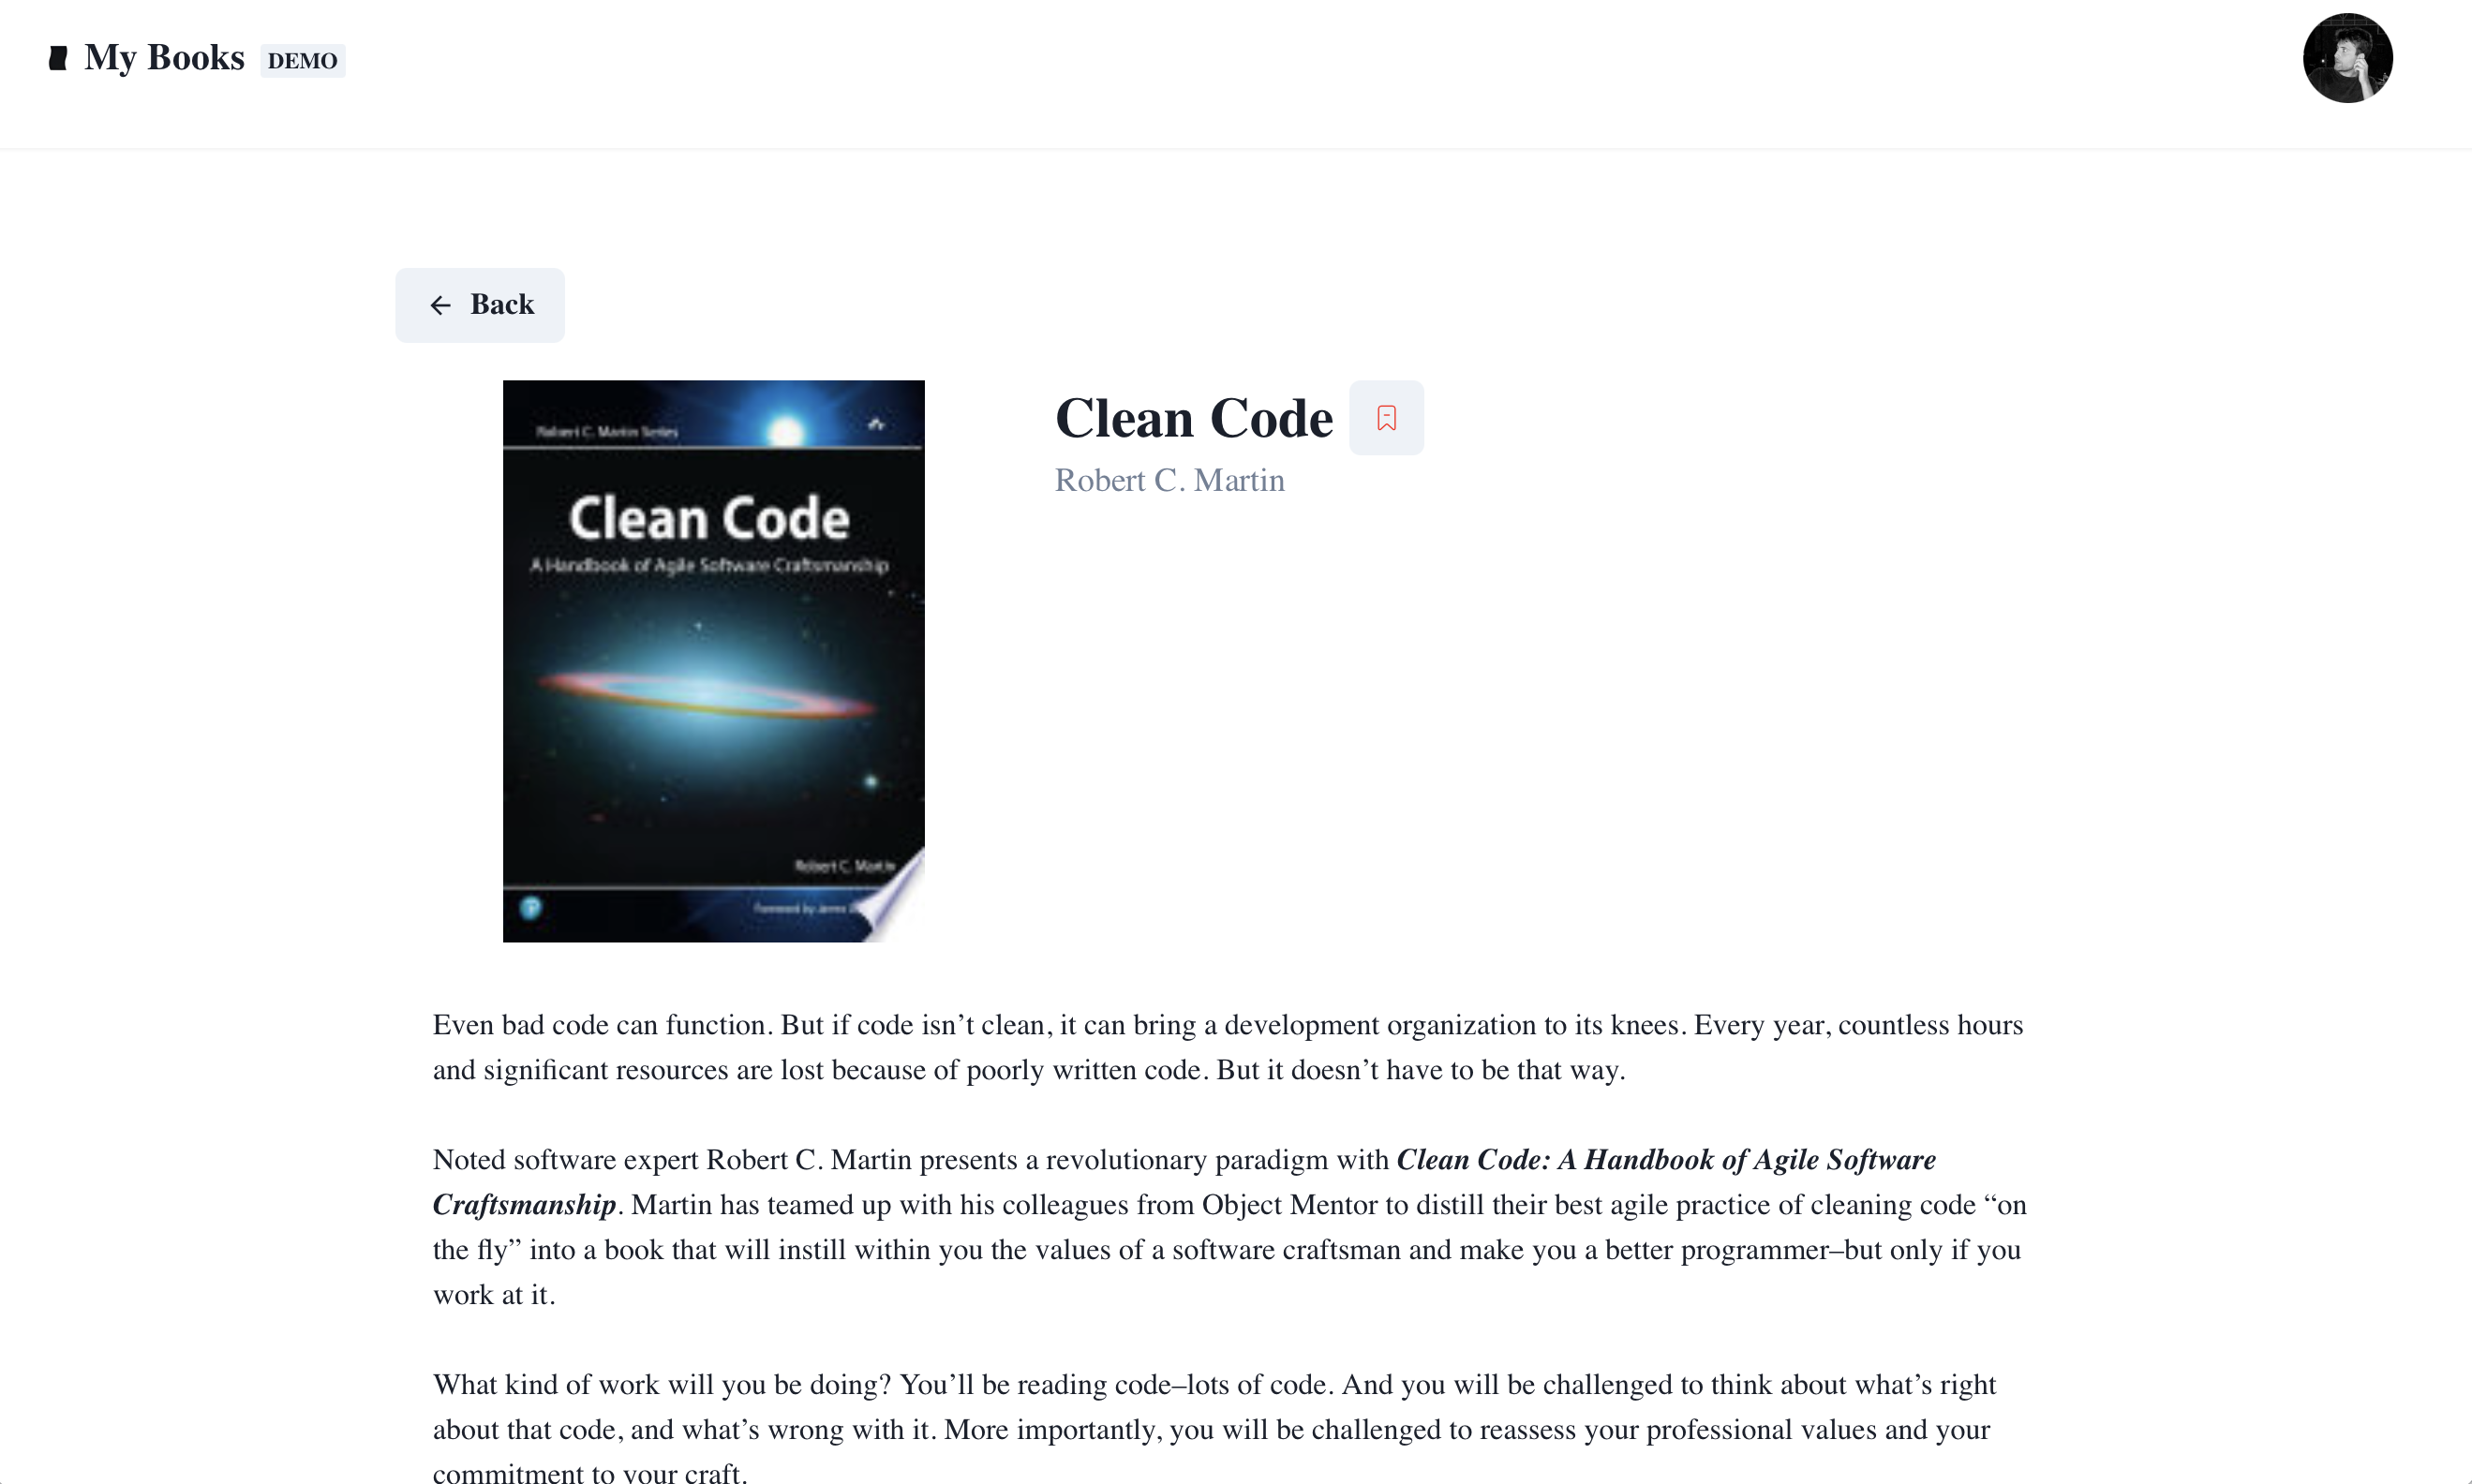 My Books DEMO
Back
Robert C. Martin Series
Clean Code
A Handbook of Agile Software Craftsmanship
Robert C. Martin
Foreword by James
Clean Code
Robert C. Martin
Even bad code can function. But if code isn’t clean, it can bring a development organization to its knees. Every year, countless hours
and significant resources are lost because of poorly written code. But it doesn’t have to be that way.
Noted software expert Robert C. Martin presents a revolutionary paradigm with Clean Code: A Handbook of Agile Software
Craftsmanship. Martin has teamed up with his colleagues from Object Mentor to distill their best agile practice of cleaning code “on
the fly” into a book that will instill within you the values of a software craftsman and make you a better programmer–but only if you
work at it.
What kind of work will you be doing? You’ll be reading code–lots of code. And you will be challenged to think about what’s right
about that code, and what’s wrong with it. More importantly, you will be challenged to reassess your professional values and your
commitment to your craft.